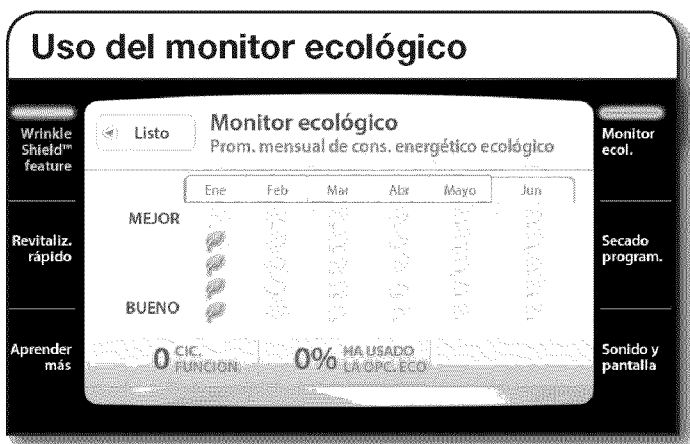 Uso del monitor ecológico
Wrinkle
Shield™
feature
Revitaliz.
rápido
Aprender
más
Listo
Monitor ecológico
Prom. mensual de cons. energético ecológico
Ene Feb Mar Abr Mayo Jun
MEJOR
BUENO
0 CIC.
FUNCION.
0% HA USADO
LA OPC. ECO
Monitor
ecol.
Secado
program.
Sonido y
pantalla